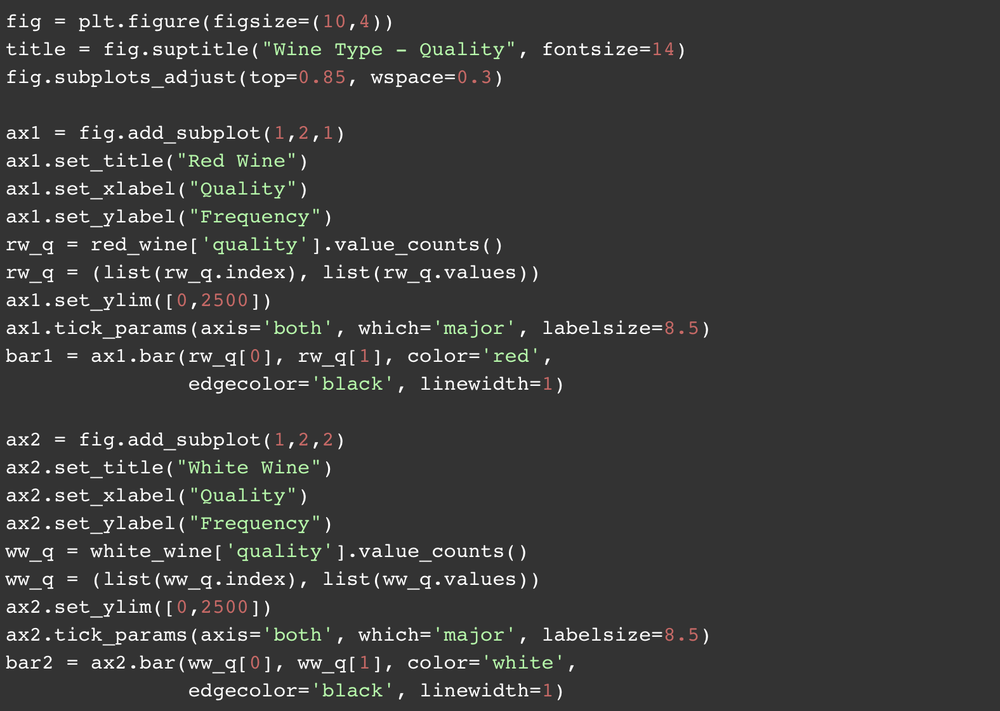 fig = plt.figure(figsize=(10,4))
title = fig.suptitle("Wine Type - Quality", fontsize=14)
fig.subplots_adjust(top=0.85, wspace=0.3)

ax1 = fig.add_subplot(1,2,1)
ax1.set_title("Red Wine")
ax1.set_xlabel("Quality")
ax1.set_ylabel("Frequency")
rw_q = red_wine['quality'].value_counts()
rw_q = (list(rw_q.index), list(rw_q.values))
ax1.set_ylim([0,2500])
ax1.tick_params(axis='both', which='major', labelsize=8.5)
bar1 = ax1.bar(rw_q[0], rw_q[1], color='red',
               edgecolor='black', linewidth=1)

ax2 = fig.add_subplot(1,2,2)
ax2.set_title("White Wine")
ax2.set_xlabel("Quality")
ax2.set_ylabel("Frequency")
ww_q = white_wine['quality'].value_counts()
ww_q = (list(ww_q.index), list(ww_q.values))
ax2.set_ylim([0,2500])
ax2.tick_params(axis='both', which='major', labelsize=8.5)
bar2 = ax2.bar(ww_q[0], ww_q[1], color='white',
               edgecolor='black', linewidth=1)